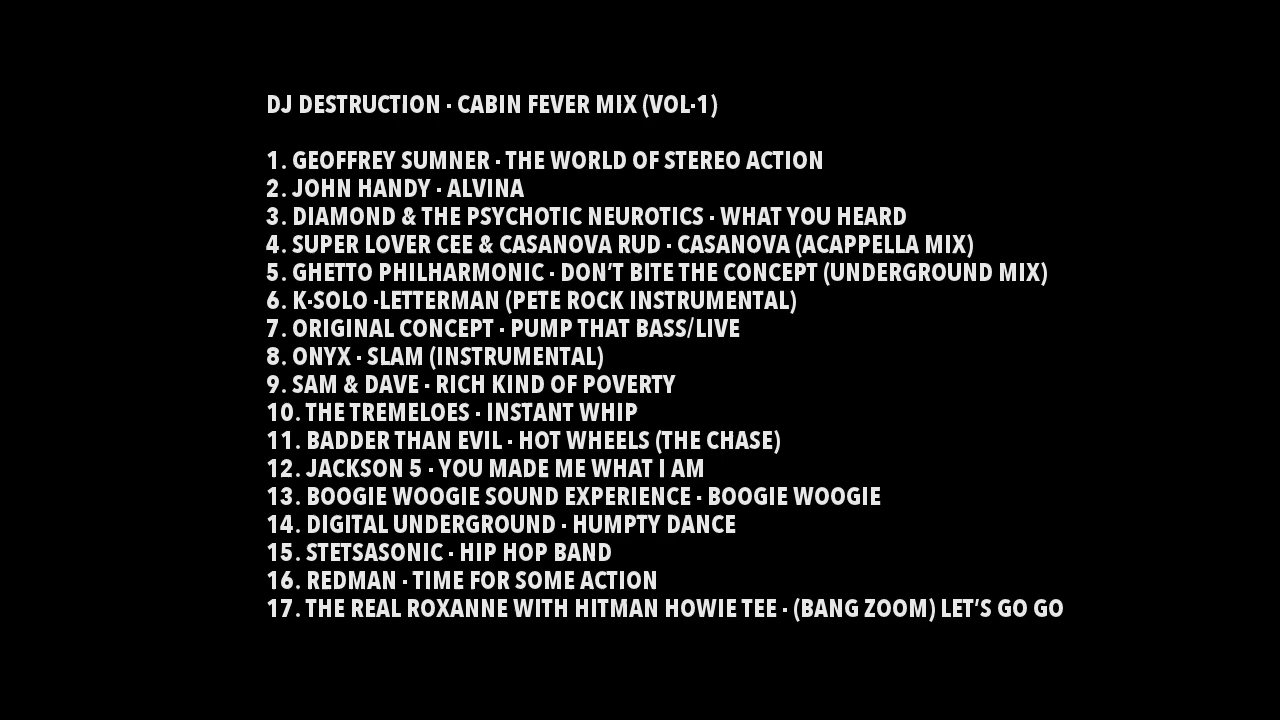 DJ DESTRUCTION - CABIN FEVER MIX (VOL-1)
1. GEOFFREY SUMNER - THE WORLD OF STEREO ACTION
2. JOHN HANDY - ALVINA
3. DIAMOND & THE PSYCHOTIC NEUROTICS - WHAT YOU HEARD
4. SUPER LOVER CEE & CASANOVA RUD - CASANOVA (ACAPPELLA MIX)
5. GHETTO PHILHARMONIC - DON'T BITE THE CONCEPT (UNDERGROUND MIX)
6. K-SOLO -LETTERMAN (PETE ROCK INSTRUMENTAL)
7. ORIGINAL CONCEPT - PUMP THAT BASS/LIVE
8. ONYX - SLAM (INSTRUMENTAL)
9. SAM & DAVE - RICH KIND OF POVERTY
10. THE TREMELOES - INSTANT WHIP
11. BADDER THAN EVIL - HOT WHEELS (THE CHASE)
12. JACKSON 5 - YOU MADE ME WHAT I AM
13. BOOGIE WOOGIE SOUND EXPERIENCE - BOOGIE WOOGIE
14. DIGITAL UNDERGROUND - HUMPTY DANCE
15. STETSASONIC - HIP HOP BAND
16. REDMAN - TIME FOR SOME ACTION
17. THE REAL ROXANNE WITH HITMAN HOWIE TEE - (BANG ZOOM) LET'S GO GO